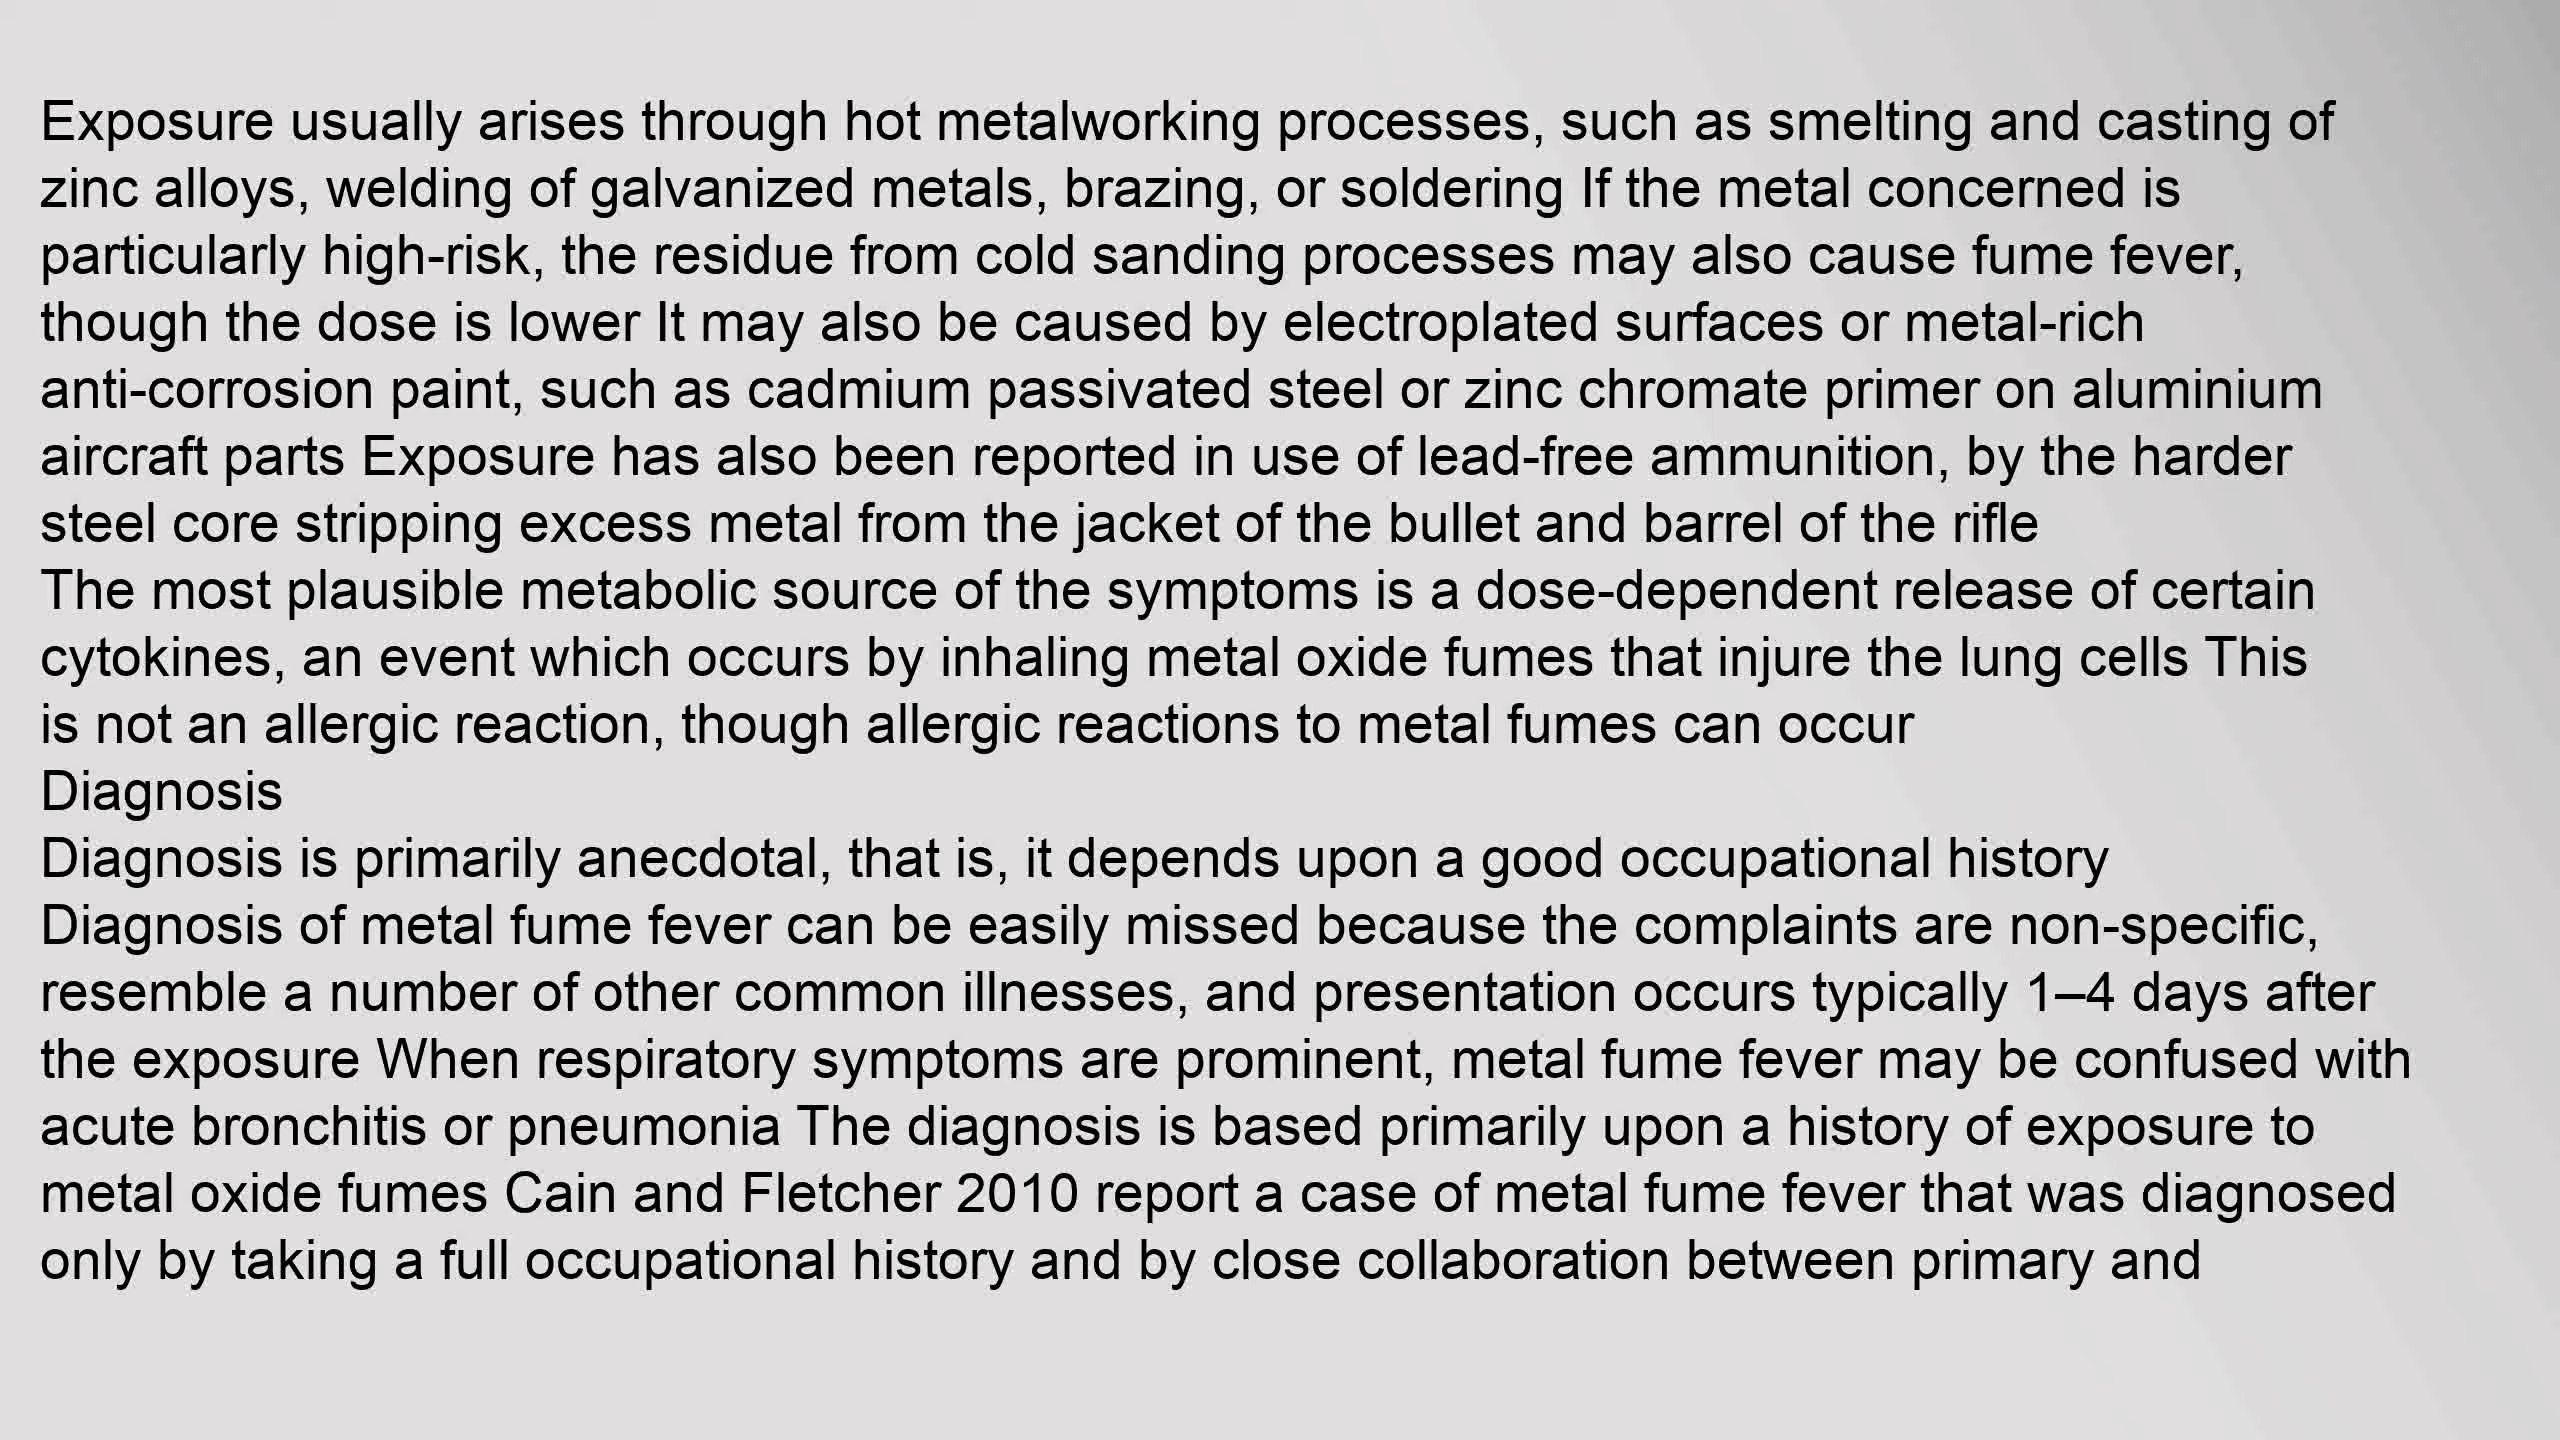 Exposure usually arises through hot metalworking processes, such as smelting and casting of
zinc alloys, welding of galvanized metals, brazing, or soldering If the metal concerned is
particularly high-risk, the residue from cold sanding processes may also cause fume fever,
though the dose is lower It may also be caused by electroplated surfaces or metal-rich
anti-corrosion paint, such as cadmium passivated steel or zinc chromate primer on aluminium
aircraft parts Exposure has also been reported in use of lead-free ammunition, by the harder
steel core stripping excess metal from the jacket of the bullet and barrel of the rifle
The most plausible metabolic source of the symptoms is a dose-dependent release of certain
cytokines, an event which occurs by inhaling metal oxide fumes that injure the lung cells This
is not an allergic reaction, though allergic reactions to metal fumes can occur
Diagnosis
Diagnosis is primarily anecdotal, that is, it depends upon a good occupational history
Diagnosis of metal fume fever can be easily missed because the complaints are non-specific,
resemble a number of other common illnesses, and presentation occurs typically 1–4 days after
the exposure When respiratory symptoms are prominent, metal fume fever may be confused with
acute bronchitis or pneumonia The diagnosis is based primarily upon a history of exposure to
metal oxide fumes Cain and Fletcher 2010 report a case of metal fume fever that was diagnosed
only by taking a full occupational history and by close collaboration between primary and